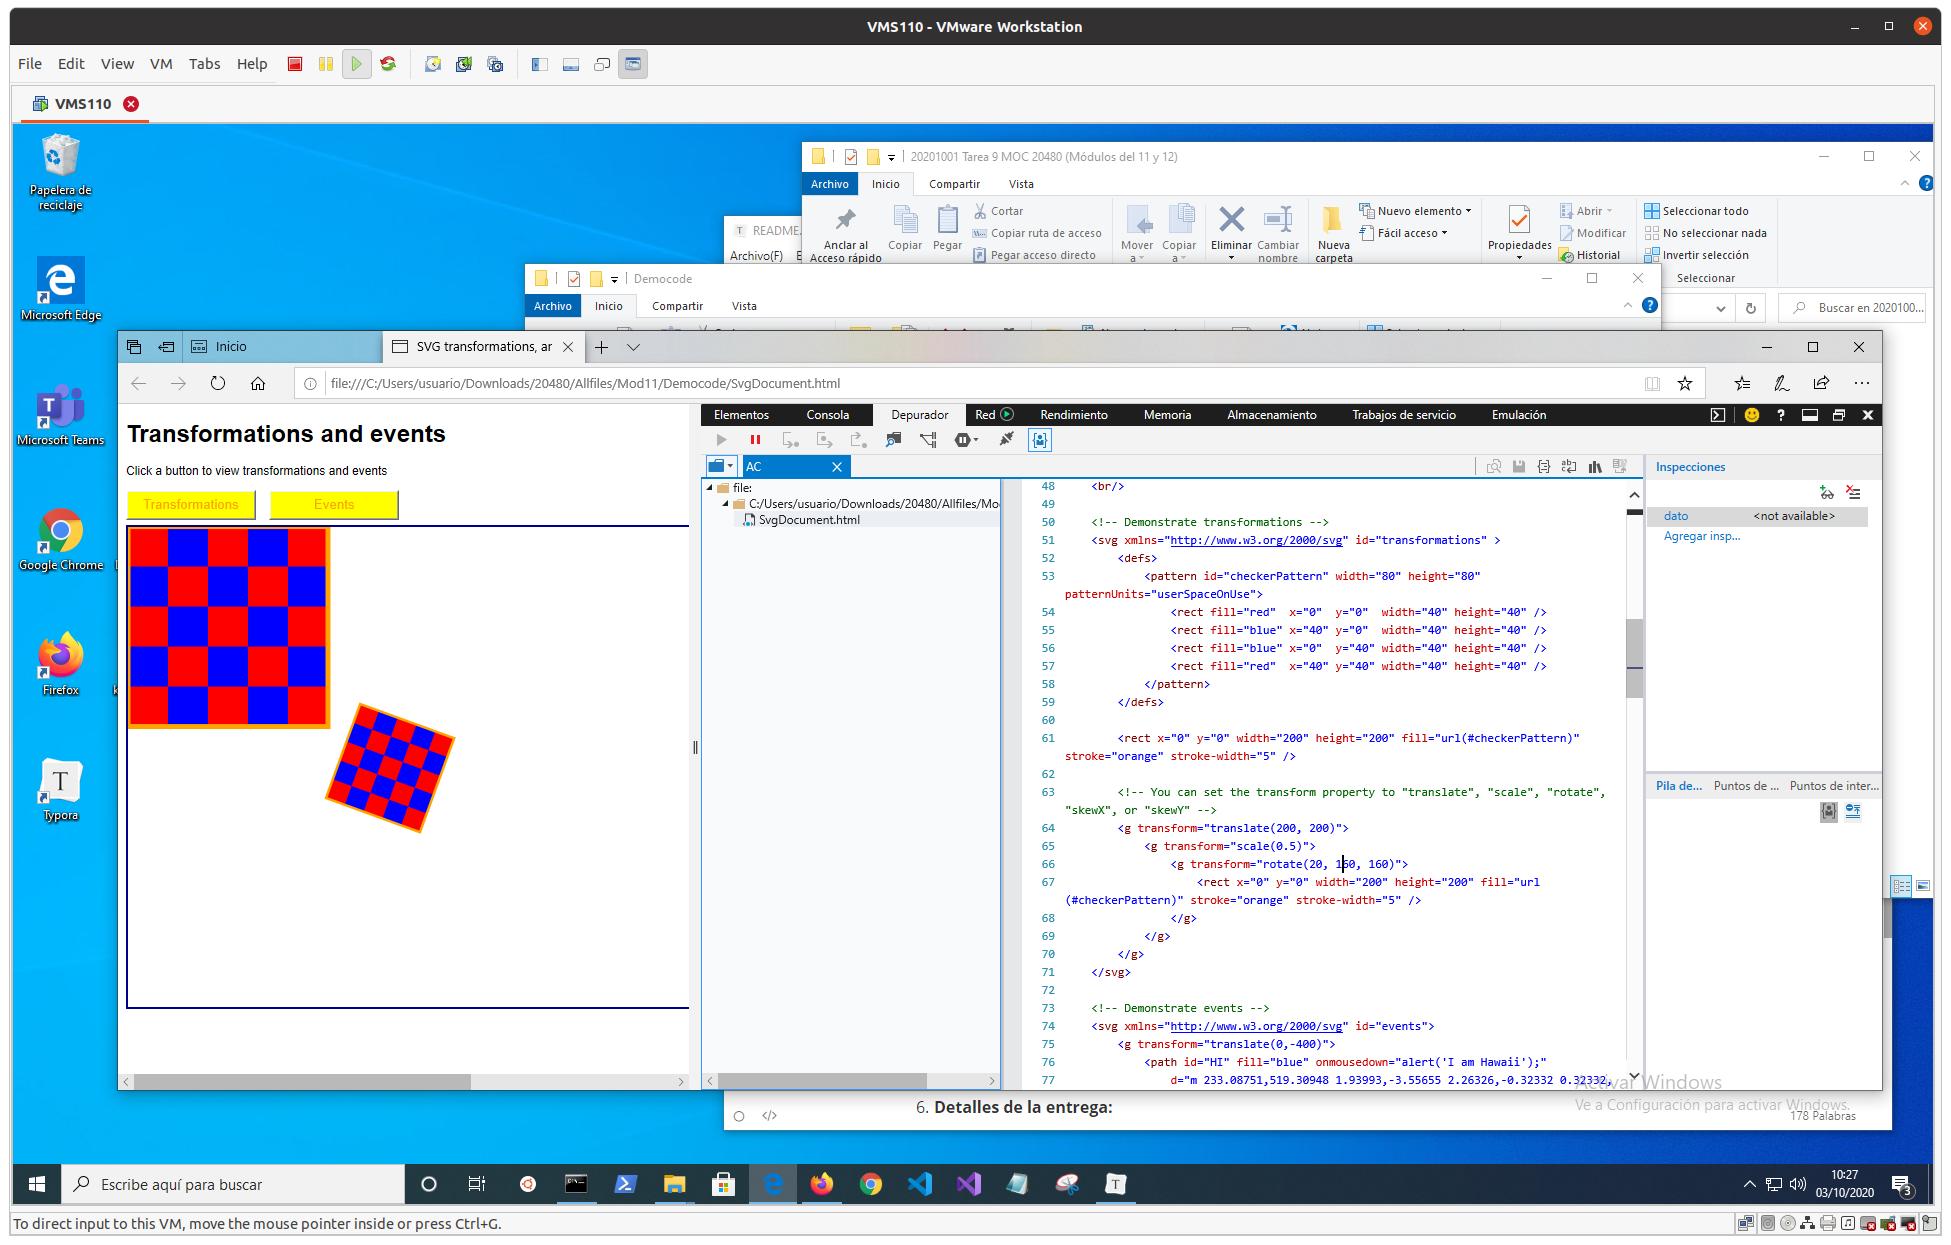 VMS110 - VMware Workstation
File Edit View VM Tabs Help
VMS110
Papelera de
reciclaje
Microsoft Edge
Microsoft Teams
Google Chrome
Firefox
Typora
20201001 Tarea 9 MOC 20480 (Módulos del 11 y 12)
Archivo Inicio Compartir Vista
Anclar al
Acceso rápido
Copiar
Pegar
Cortar
Copiar ruta de acceso
Pegar acceso directo
Mover
a
Copiar
a
Eliminar
Cambiar
nombre
Nueva
carpeta
Nuevo elemento
Fácil acceso
Propiedades
Abrir
Modificar
Historial
Seleccionar todo
No seleccionar nada
Invertir selección
Seleccionar
Buscar en 2020100...
README.
Archivo(F) E
Democode
Archivo Inicio Compartir Vista
Inicio
SVG transformations, ar
file:///C:/Users/usuario/Downloads/20480/Allfiles/Mod11/Democode/SvgDocument.html
Transformations and events
Click a button to view transformations and events
Transformations Events
Elementos Consola Depurador Red Rendimiento Memoria Almacenamiento Trabajos de servicio Emulación
AC
file:
C:/Users/usuario/Downloads/20480/Allfiles/Mo
SvgDocument.html
48 <br/>
49
50 <!-- Demonstrate transformations -->
51 <svg xmlns="http://www.w3.org/2000/svg" id="transformations" >
52 <defs>
53 <pattern id="checkerPattern" width="80" height="80"
patternUnits="userSpaceOnUse">
54 <rect fill="red" x="0" y="0" width="40" height="40" />
55 <rect fill="blue" x="40" y="0" width="40" height="40" />
56 <rect fill="blue" x="0" y="40" width="40" height="40" />
57 <rect fill="red" x="40" y="40" width="40" height="40" />
58 </pattern>
59 </defs>
60
61 <rect x="0" y="0" width="200" height="200" fill="url(#checkerPattern)"
stroke="orange" stroke-width="5" />
62
63 <!-- You can set the transform property to "translate", "scale", "rotate",
"skewX", or "skewY" -->
64 <g transform="translate(200, 200)">
65 <g transform="scale(0.5)">
66 <g transform="rotate(20, 160, 160)">
67 <rect x="0" y="0" width="200" height="200" fill="url
(#checkerPattern)" stroke="orange" stroke-width="5" />
68 </g>
69 </g>
70 </g>
71 </svg>
72
73 <!-- Demonstrate events -->
74 <svg xmlns="http://www.w3.org/2000/svg" id="events">
75 <g transform="translate(0,-400)">
76 <path id="HI" fill="blue" onmousedown="alert('I am Hawaii');"
77 d="m 233.08751,519.30948 1.93993,-3.55655 2.26326,-0.32332 0.32332,
Inspecciones
dato <not available>
Agregar insp...
Pila de... Puntos de ... Puntos de inter...
Activar Windows
Ve a Configuración para activar Windows.
6. Detalles de la entrega:
178 Palabras
Escribe aquí para buscar
10:27
03/10/2020
3
To direct input to this VM, move the mouse pointer inside or press Ctrl+G.